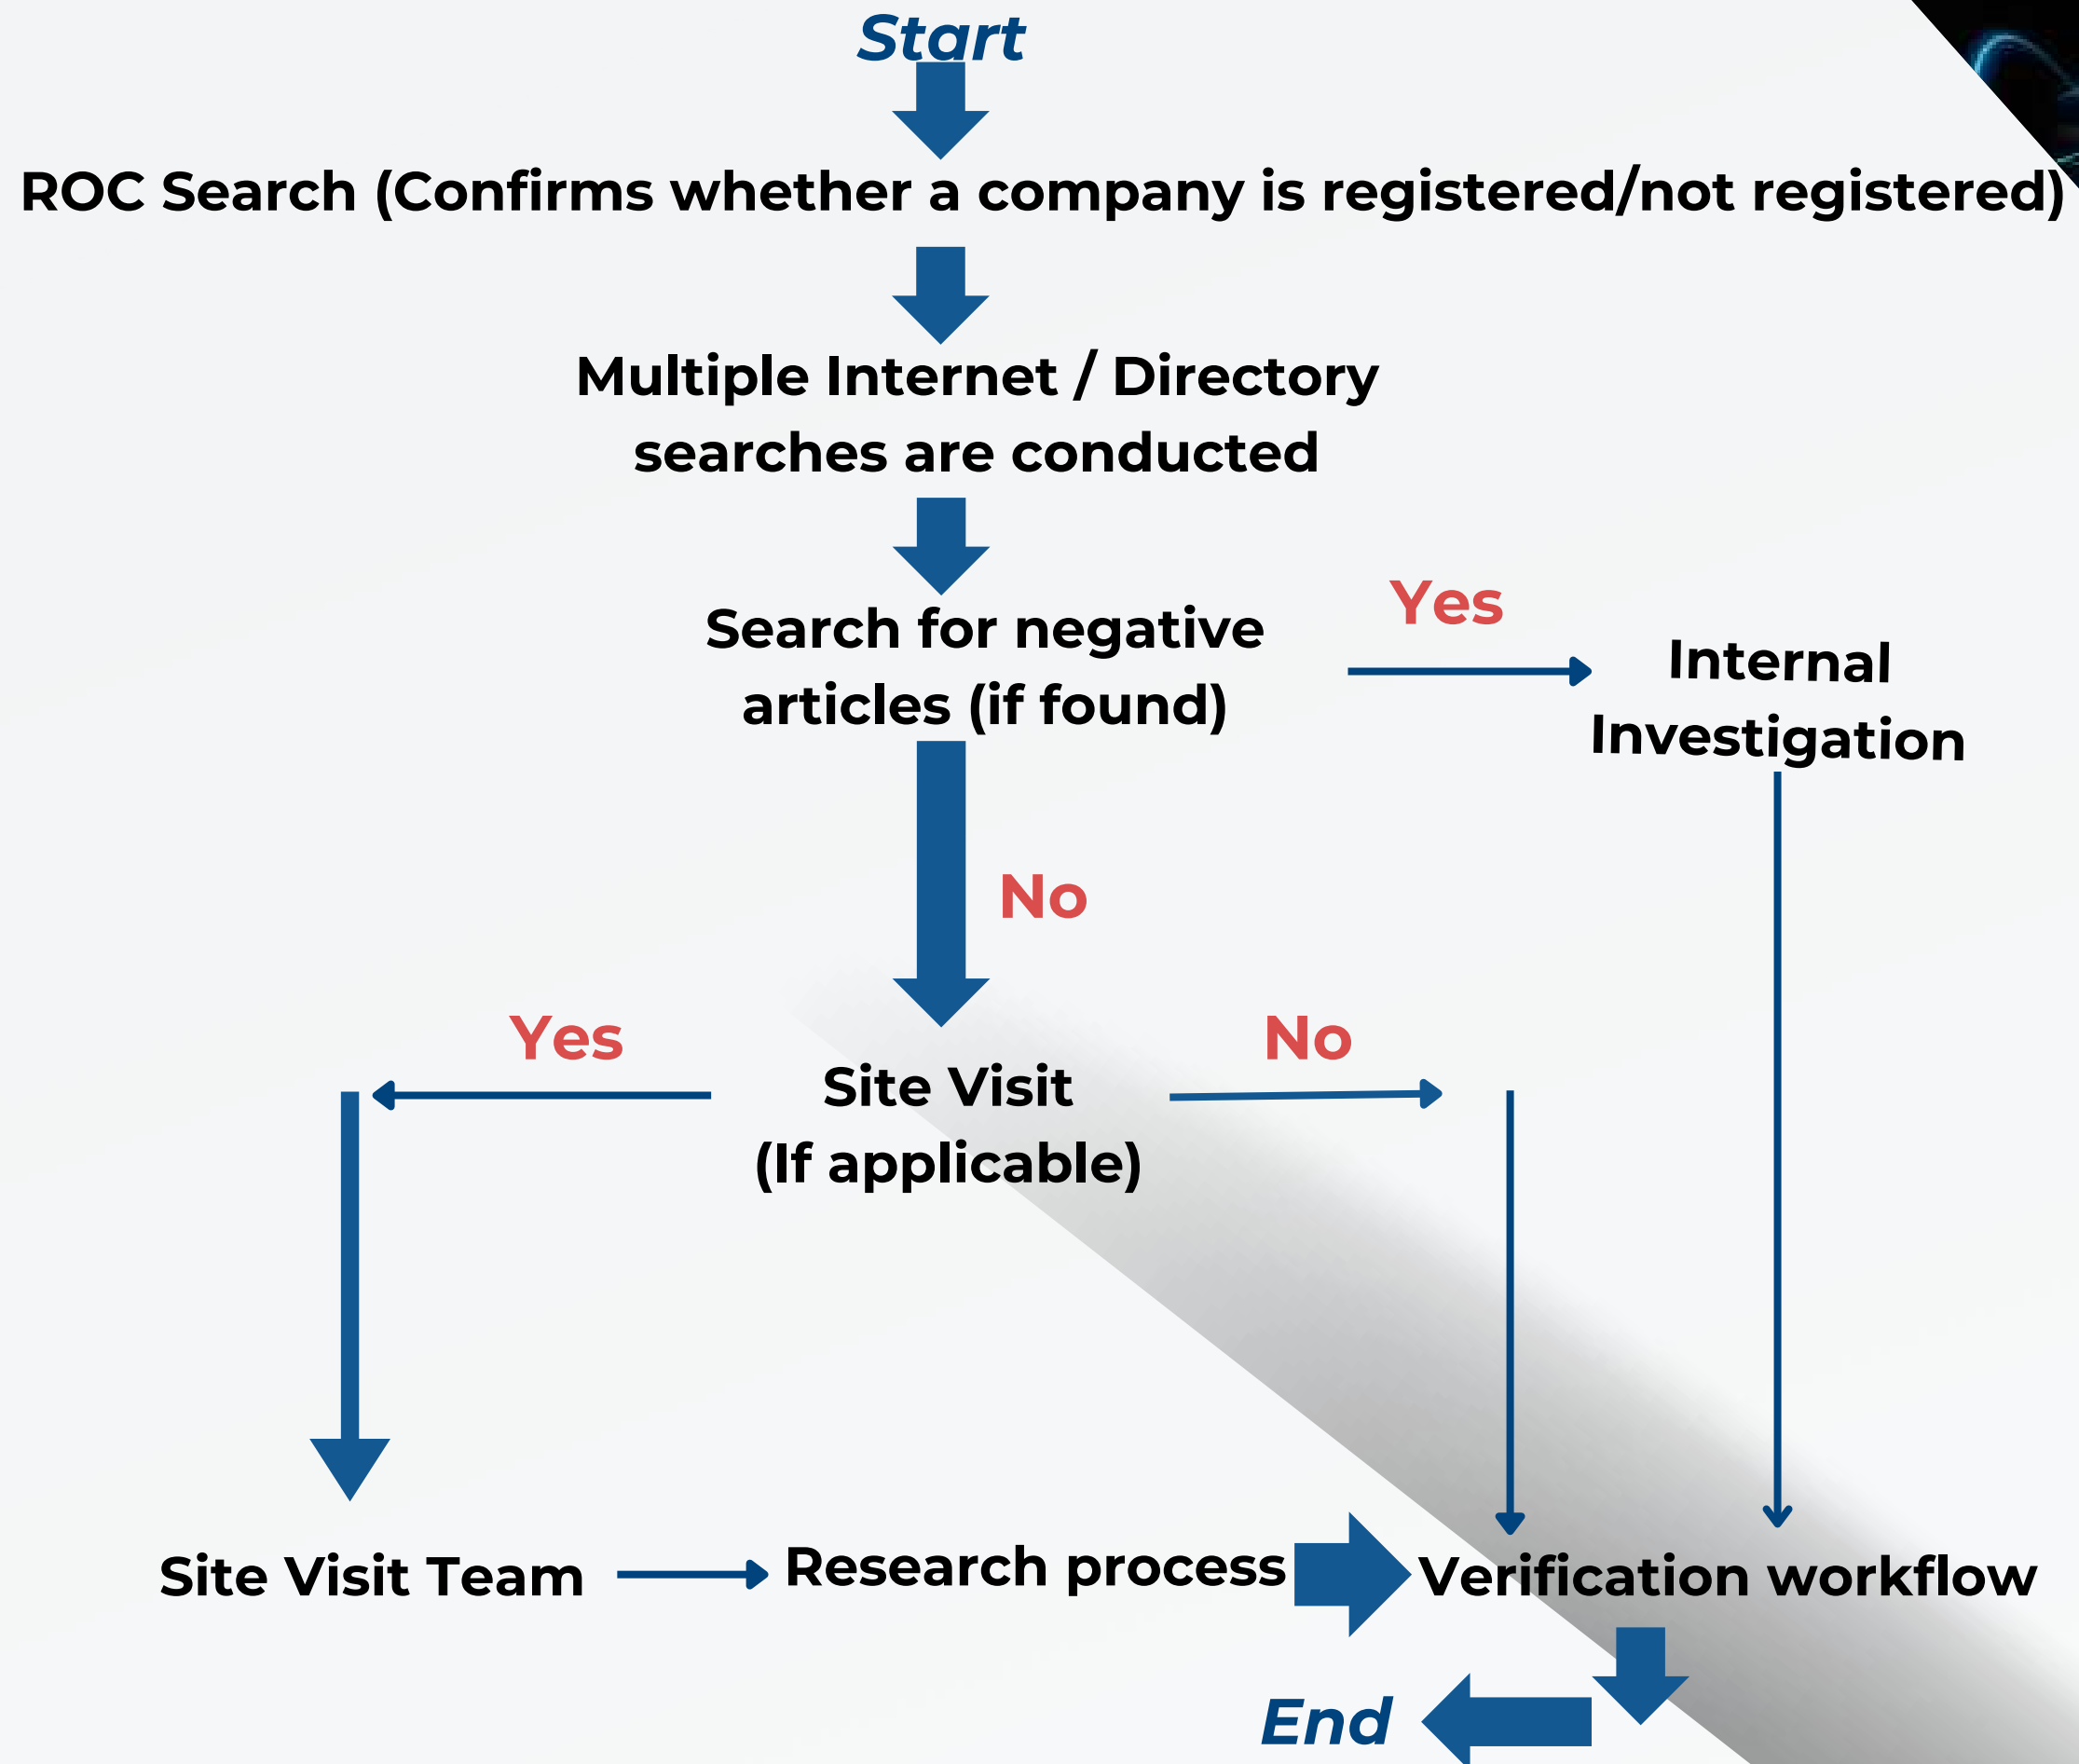 Start
ROC Search (Confirms whether a company is registered/not registered)
Multiple Internet / Directory
searches are conducted
Search for negative
articles (if found)
Yes
Internal
Investigation
No
Yes
No
Site Visit
(If applicable)
Site Visit Team
Research process
Verification workflow
End